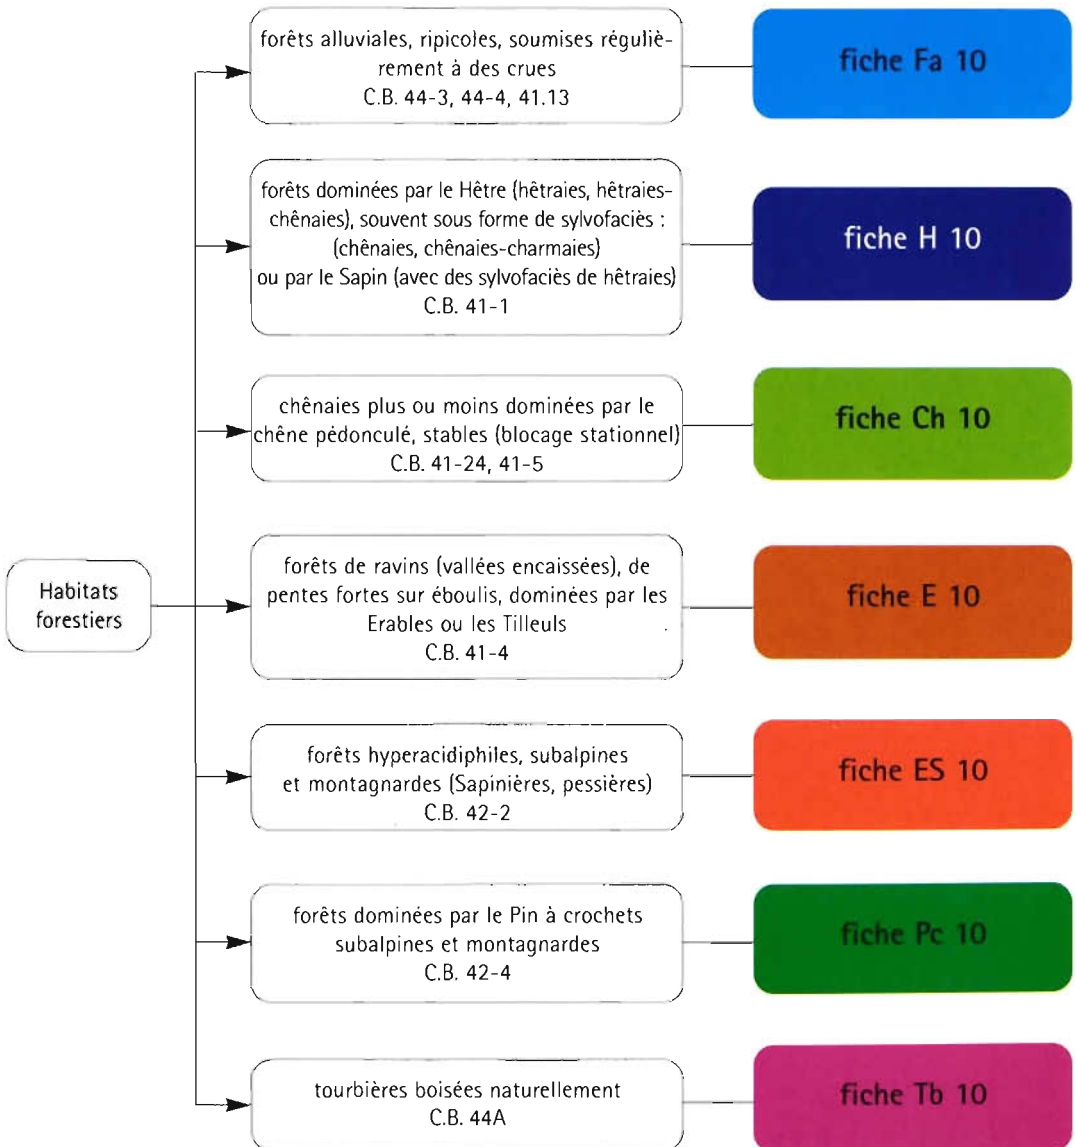 forêts alluviales, ripicoles, soumises réguliè-
rement à des crues
C.B. 44-3, 44-4, 41.13
fiche Fa 10
forêts dominées par le Hêtre (hêtraies, hêtraies-
chênaies), souvent sous forme de sylvofaciès :
(chênaies, chênaies-charmaies)
ou par le Sapin (avec des sylvofaciès de hêtraies)
C.B. 41-1
fiche H 10
chênaies plus ou moins dominées par le
chêne pédonculé, stables (blocage stationnel)
C.B. 41-24, 41-5
fiche Ch 10
Habitats
forestiers
forêts de ravins (vallées encaissées), de
pentes fortes sur éboulis, dominées par les
Erables ou les Tilleuls
C.B. 41-4
fiche E 10
forêts hyperacidiphiles, subalpines
et montagnardes (Sapinières, pessières)
C.B. 42-2
fiche ES 10
forêts dominées par le Pin à crochets
subalpines et montagnardes
C.B. 42-4
fiche Pc 10
tourbières boisées naturellement
C.B. 44A
fiche Tb 10